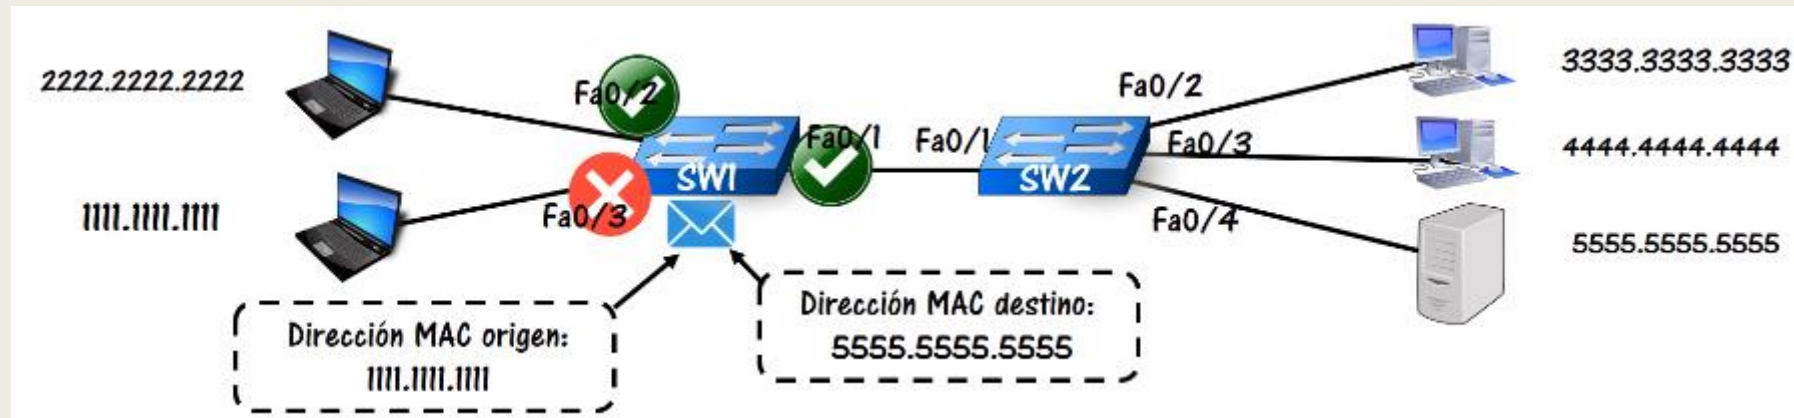 2222.2222.2222
Fa0/2
Fa0/1
Fa0/1
Fa0/2
3333.3333.3333
Fa0/3
4444.4444.4444
SW1
SW2
1111.1111.1111
Fa0/3
Fa0/4
5555.5555.5555
Dirección MAC origen:
1111.1111.1111
Dirección MAC destino:
5555.5555.5555